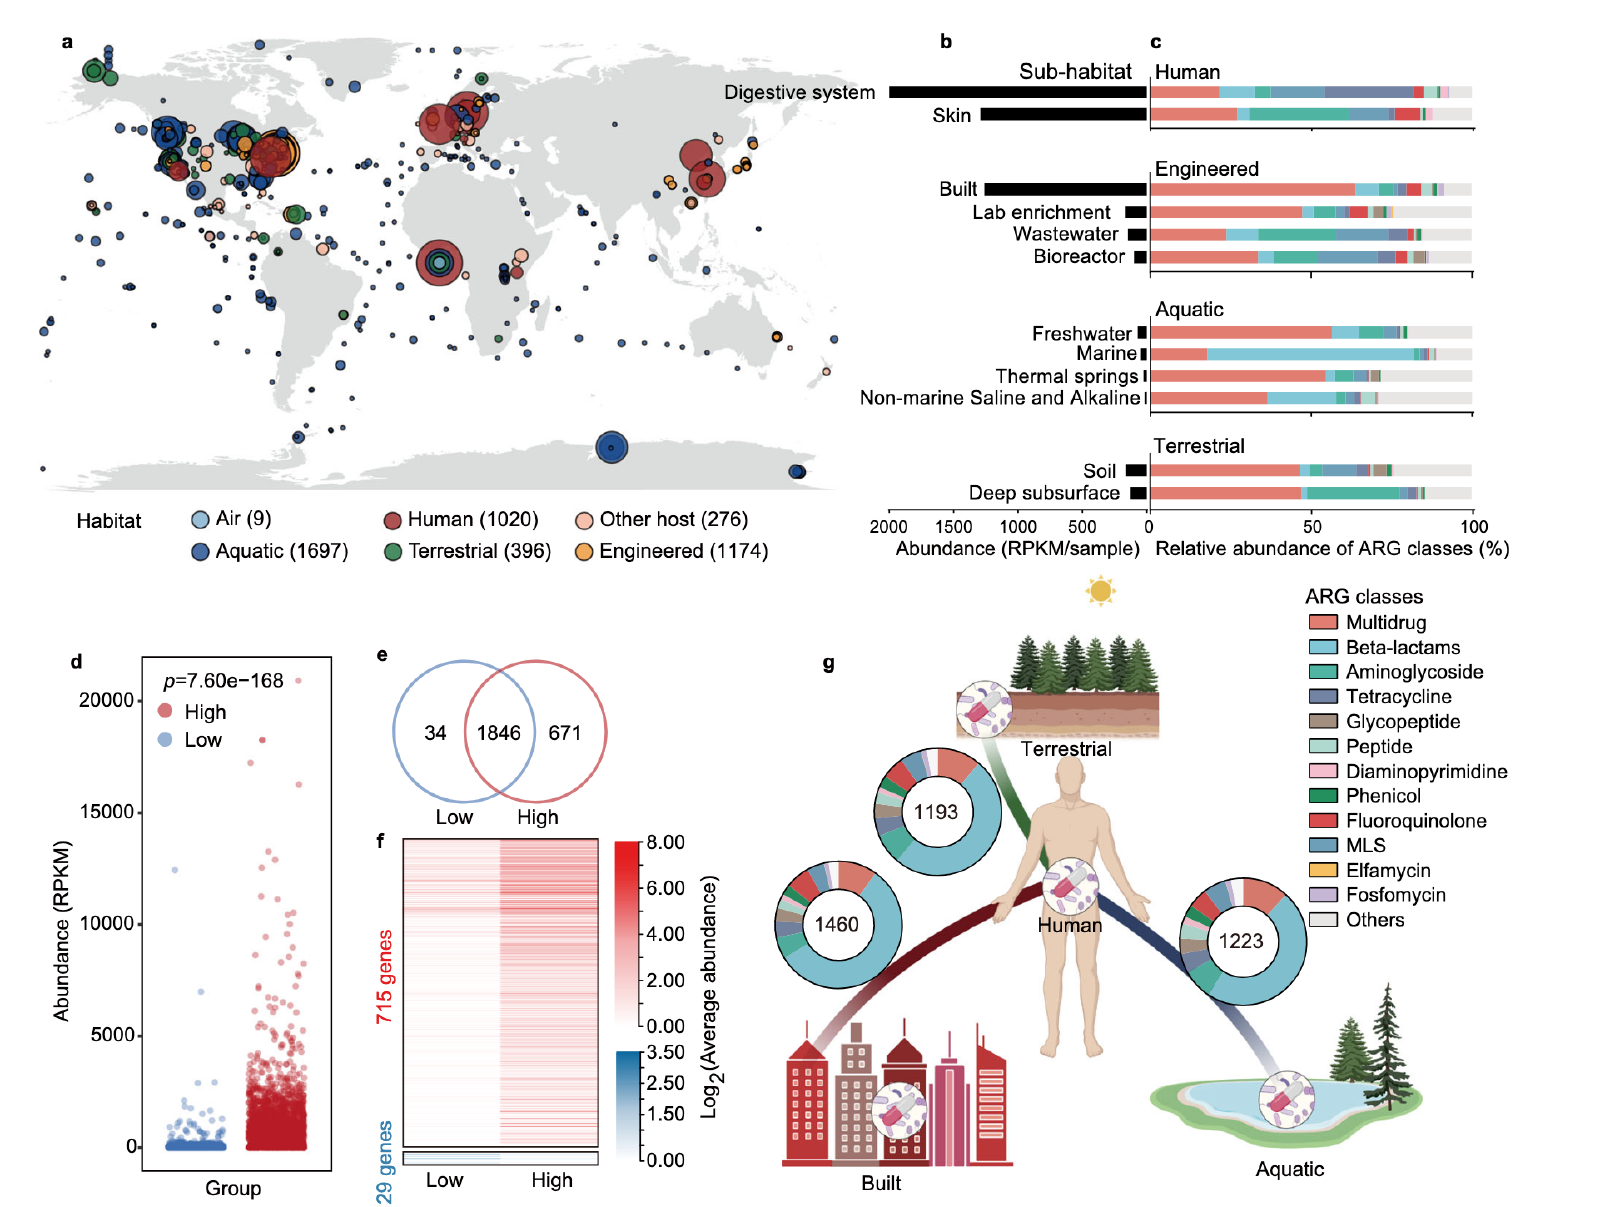 a
b
c
Sub-habitat
Human
Digestive system
Skin
Engineered
Built
Lab enrichment
Wastewater
Bioreactor
Aquatic
Freshwater
Marine
Thermal springs
Non-marine Saline and Alkaline
Terrestrial
Soil
Deep subsurface
2000 1500 1000 500 0
0 50 100
Abundance (RPKM/sample)
Relative abundance of ARG classes (%)
Habitat
Air (9)
Human (1020)
Other host (276)
Aquatic (1697)
Terrestrial (396)
Engineered (1174)
d
p=7.60e−168
High
Low
20000
15000
10000
5000
0
Abundance (RPKM)
Group
e
34
1846
671
Low
High
f
715 genes
29 genes
Low
High
8.00
6.00
4.00
2.00
0.00
3.50
2.50
1.50
0.00
Log2(Average abundance)
g
Terrestrial
1193
1460
1223
Human
Built
Aquatic
ARG classes
Multidrug
Beta-lactams
Aminoglycoside
Tetracycline
Glycopeptide
Peptide
Diaminopyrimidine
Phenicol
Fluoroquinolone
MLS
Elfamycin
Fosfomycin
Others